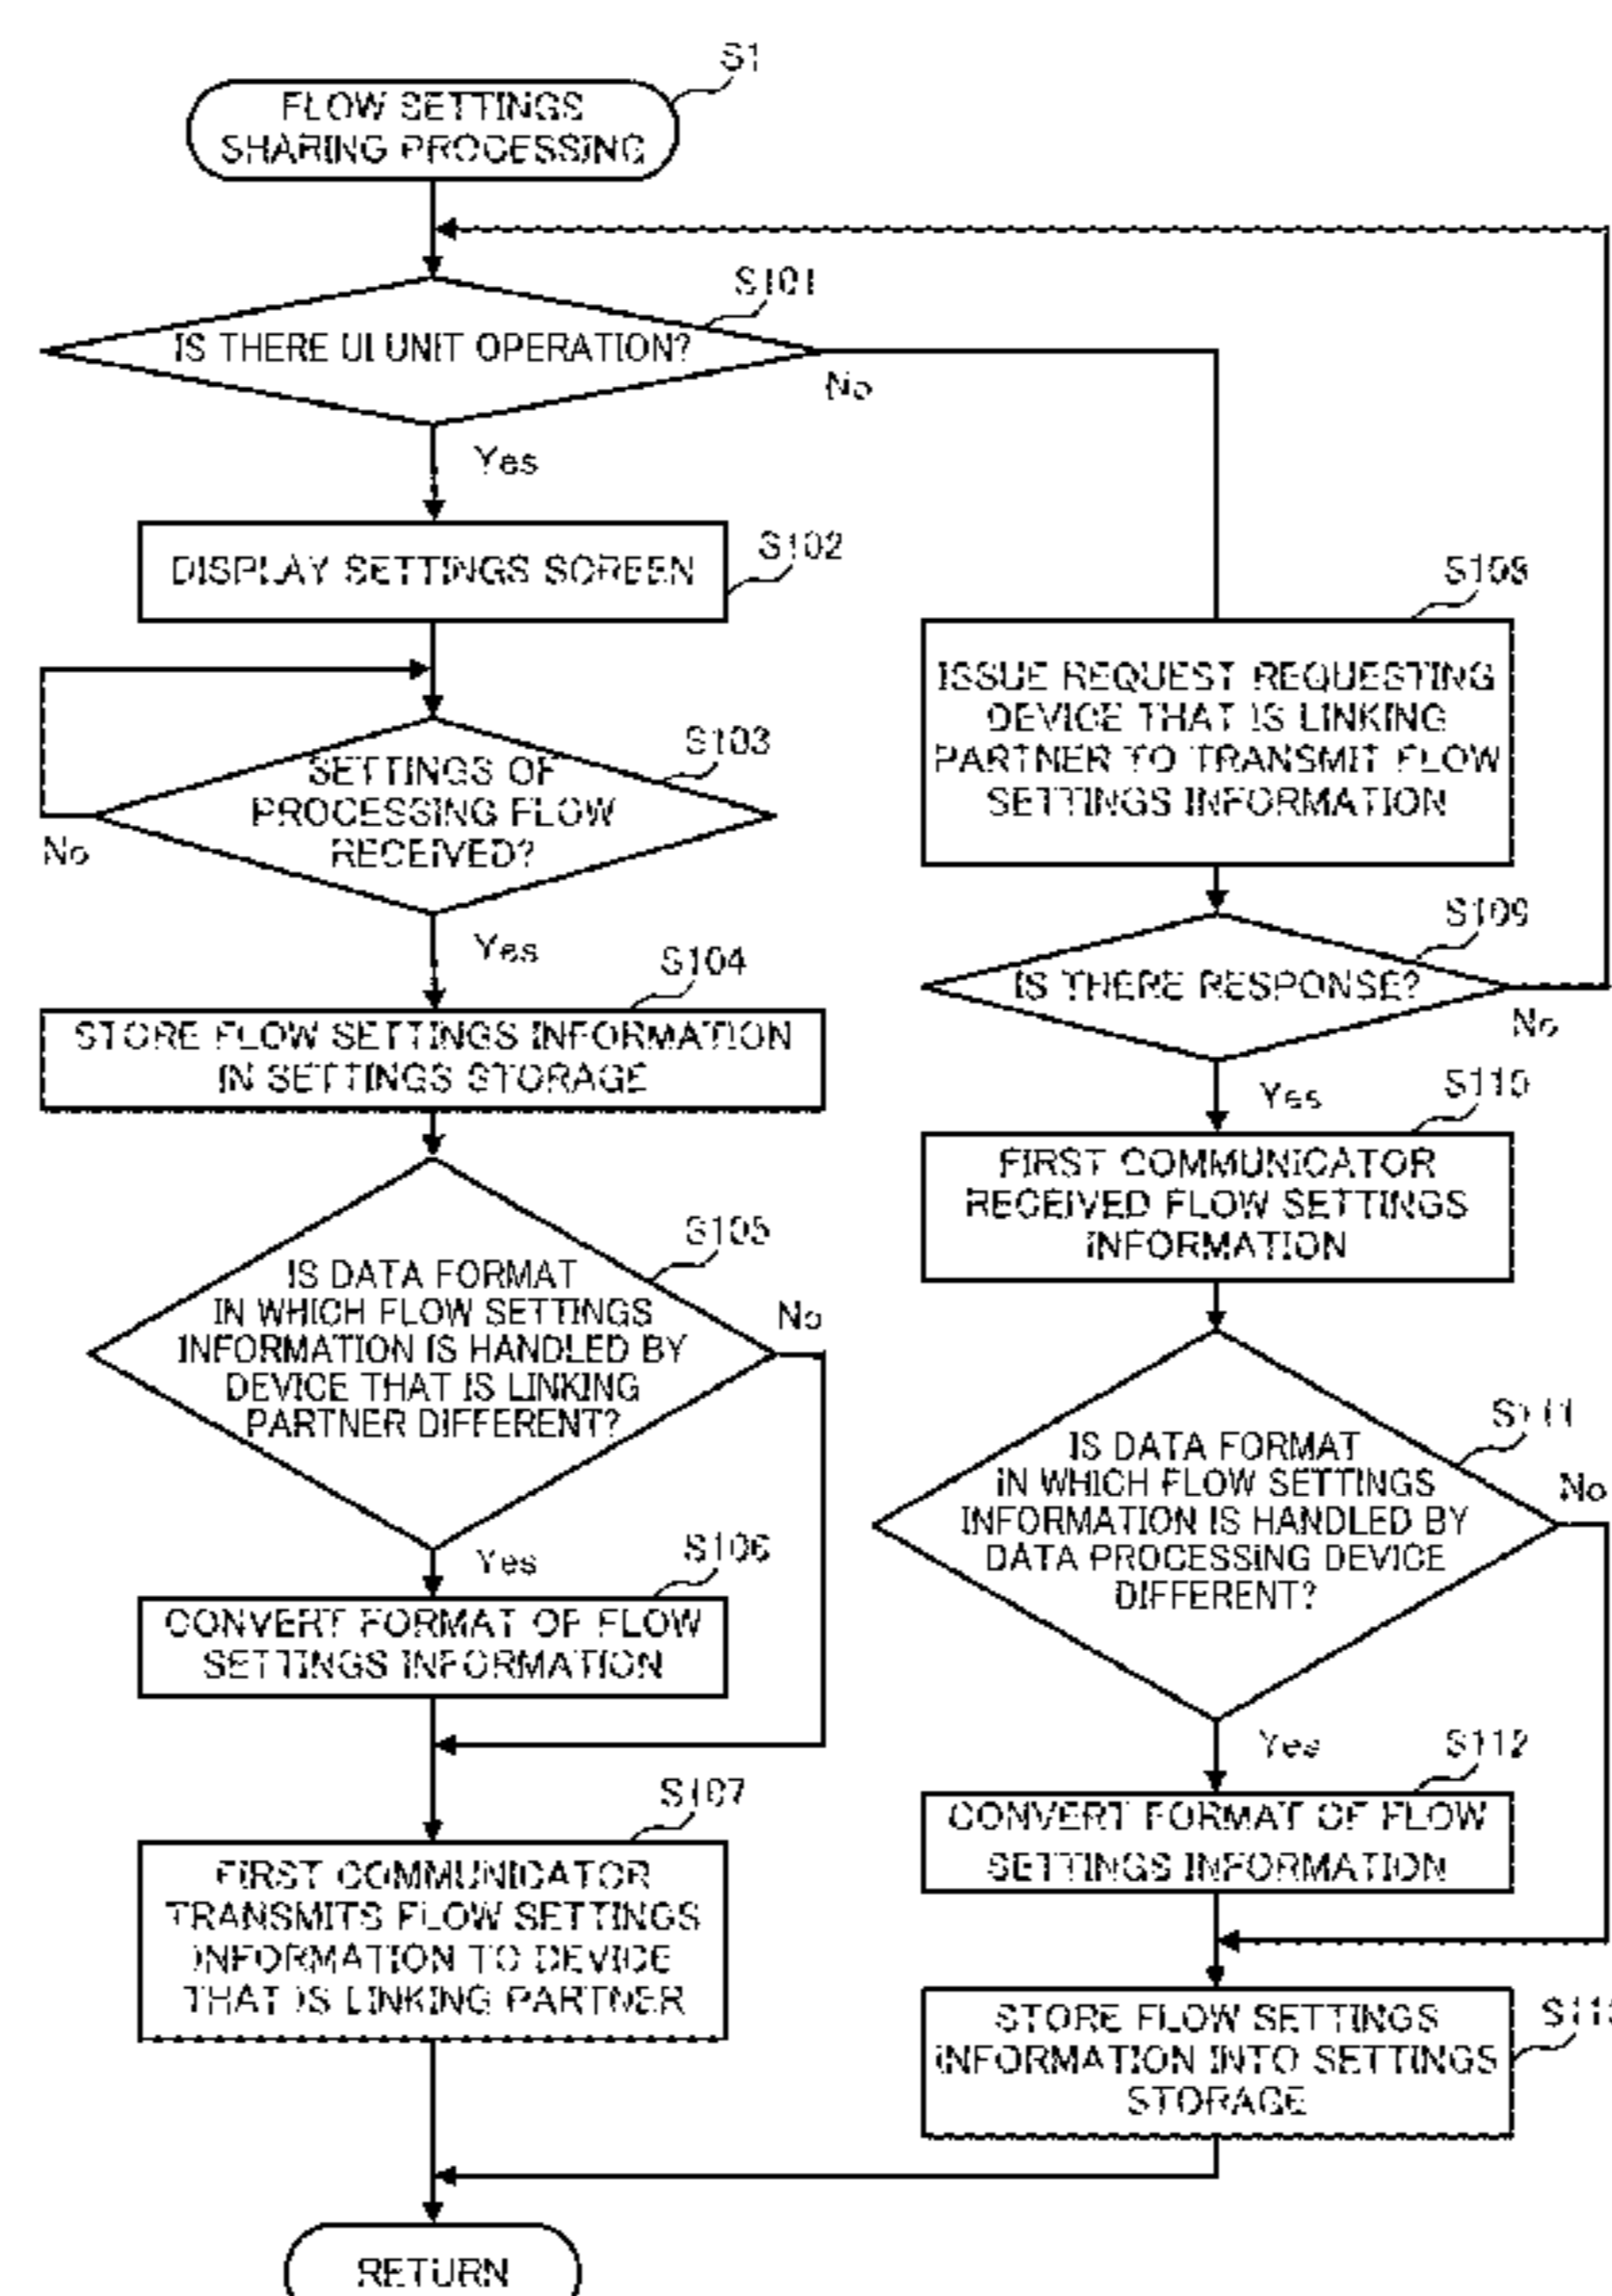 S1
FLOW SETTINGS
SHARING PROCESSING
S101
IS THERE UI UNIT OPERATION?
No
Yes
S102
DISPLAY SETTINGS SCREEN
S103
SETTINGS OF
PROCESSING FLOW
RECEIVED?
No
Yes
S104
STORE FLOW SETTINGS INFORMATION
IN SETTINGS STORAGE
S105
IS DATA FORMAT
IN WHICH FLOW SETTINGS
INFORMATION IS HANDLED BY
DEVICE THAT IS LINKING
PARTNER DIFFERENT?
No
Yes
S106
CONVERT FORMAT OF FLOW
SETTINGS INFORMATION
S107
FIRST COMMUNICATOR
TRANSMITS FLOW SETTINGS
INFORMATION TO DEVICE
THAT IS LINKING PARTNER
S108
ISSUE REQUEST REQUESTING
DEVICE THAT IS LINKING
PARTNER TO TRANSMIT FLOW
SETTINGS INFORMATION
S109
IS THERE RESPONSE?
No
Yes
S110
FIRST COMMUNICATOR
RECEIVED FLOW SETTINGS
INFORMATION
S111
IS DATA FORMAT
IN WHICH FLOW SETTINGS
INFORMATION IS HANDLED BY
DATA PROCESSING DEVICE
DIFFERENT?
No
Yes
S112
CONVERT FORMAT OF FLOW
SETTINGS INFORMATION
STORE FLOW SETTINGS
INFORMATION INTO SETTINGS
STORAGE
RETURN